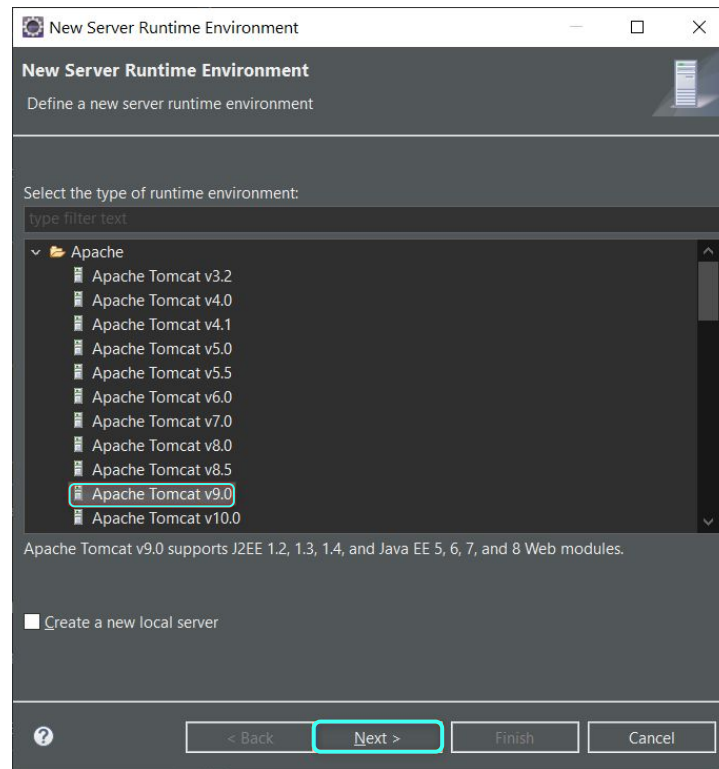 New Server Runtime Environment
New Server Runtime Environment
Define a new server runtime environment
Select the type of runtime environment:
type filter text
Apache
Apache Tomcat v3.2
Apache Tomcat v4.0
Apache Tomcat v4.1
Apache Tomcat v5.0
Apache Tomcat v5.5
Apache Tomcat v6.0
Apache Tomcat v7.0
Apache Tomcat v8.0
Apache Tomcat v8.5
Apache Tomcat v9.0
Apache Tomcat v10.0
Apache Tomcat v9.0 supports J2EE 1.2, 1.3, 1.4, and Java EE 5, 6, 7, and 8 Web modules.
Create a new local server
? < Back Next > Finish Cancel